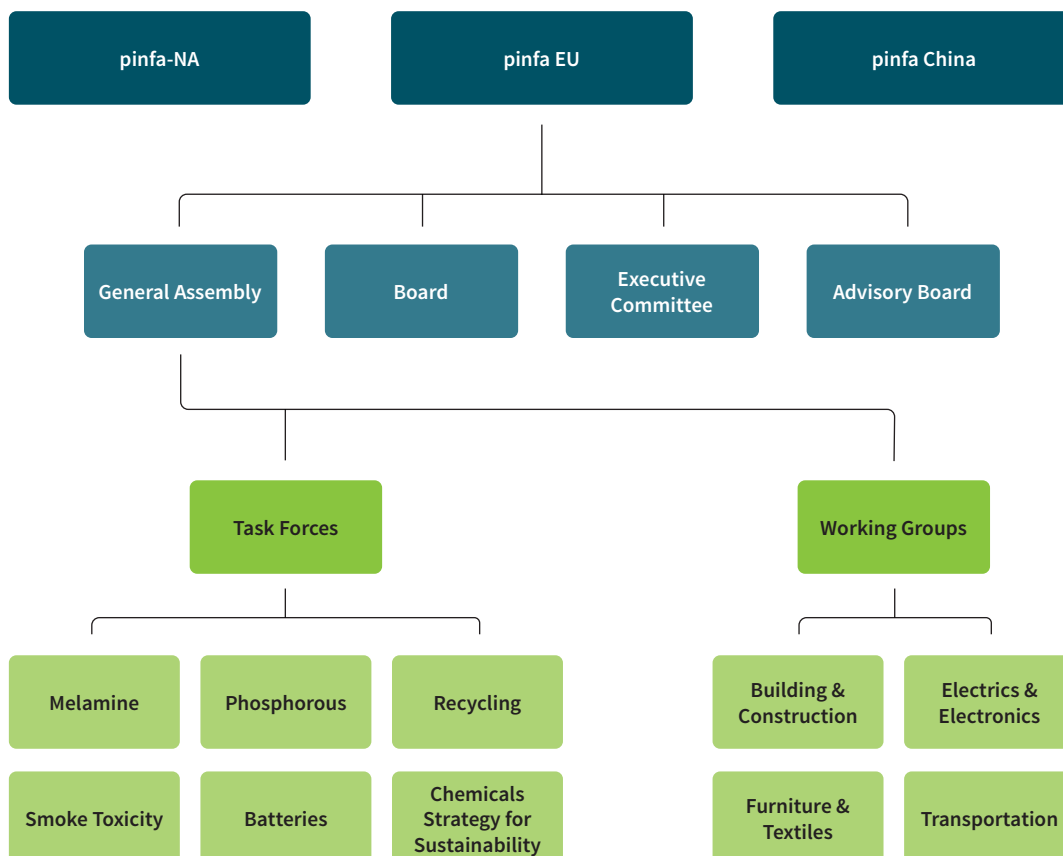 pinfa-NA
pinfa EU
pinfa China
General Assembly
Board
Executive
Committee
Advisory Board
Task Forces
Working Groups
Melamine
Phosphorous
Recycling
Building &
Construction
Electrics &
Electronics
Smoke Toxicity
Batteries
Chemicals
Strategy for
Sustainability
Furniture &
Textiles
Transportation